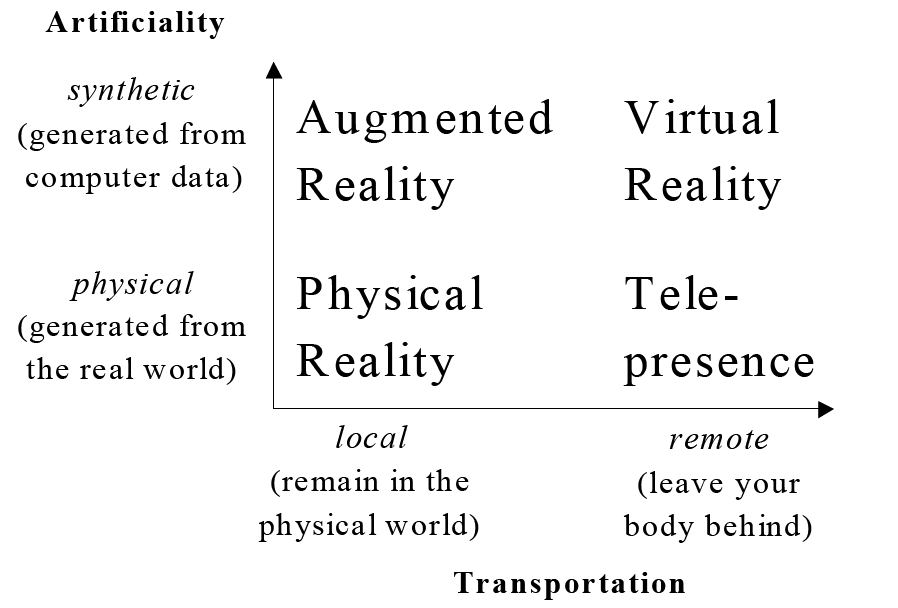 Artificiality
synthetic
(generated from
computer data)
Augmented
Reality
Virtual
Reality
physical
(generated from
the real world)
Physical
Reality
Tele-
presence
local
(remain in the
physical world)
remote
(leave your
body behind)
Transportation